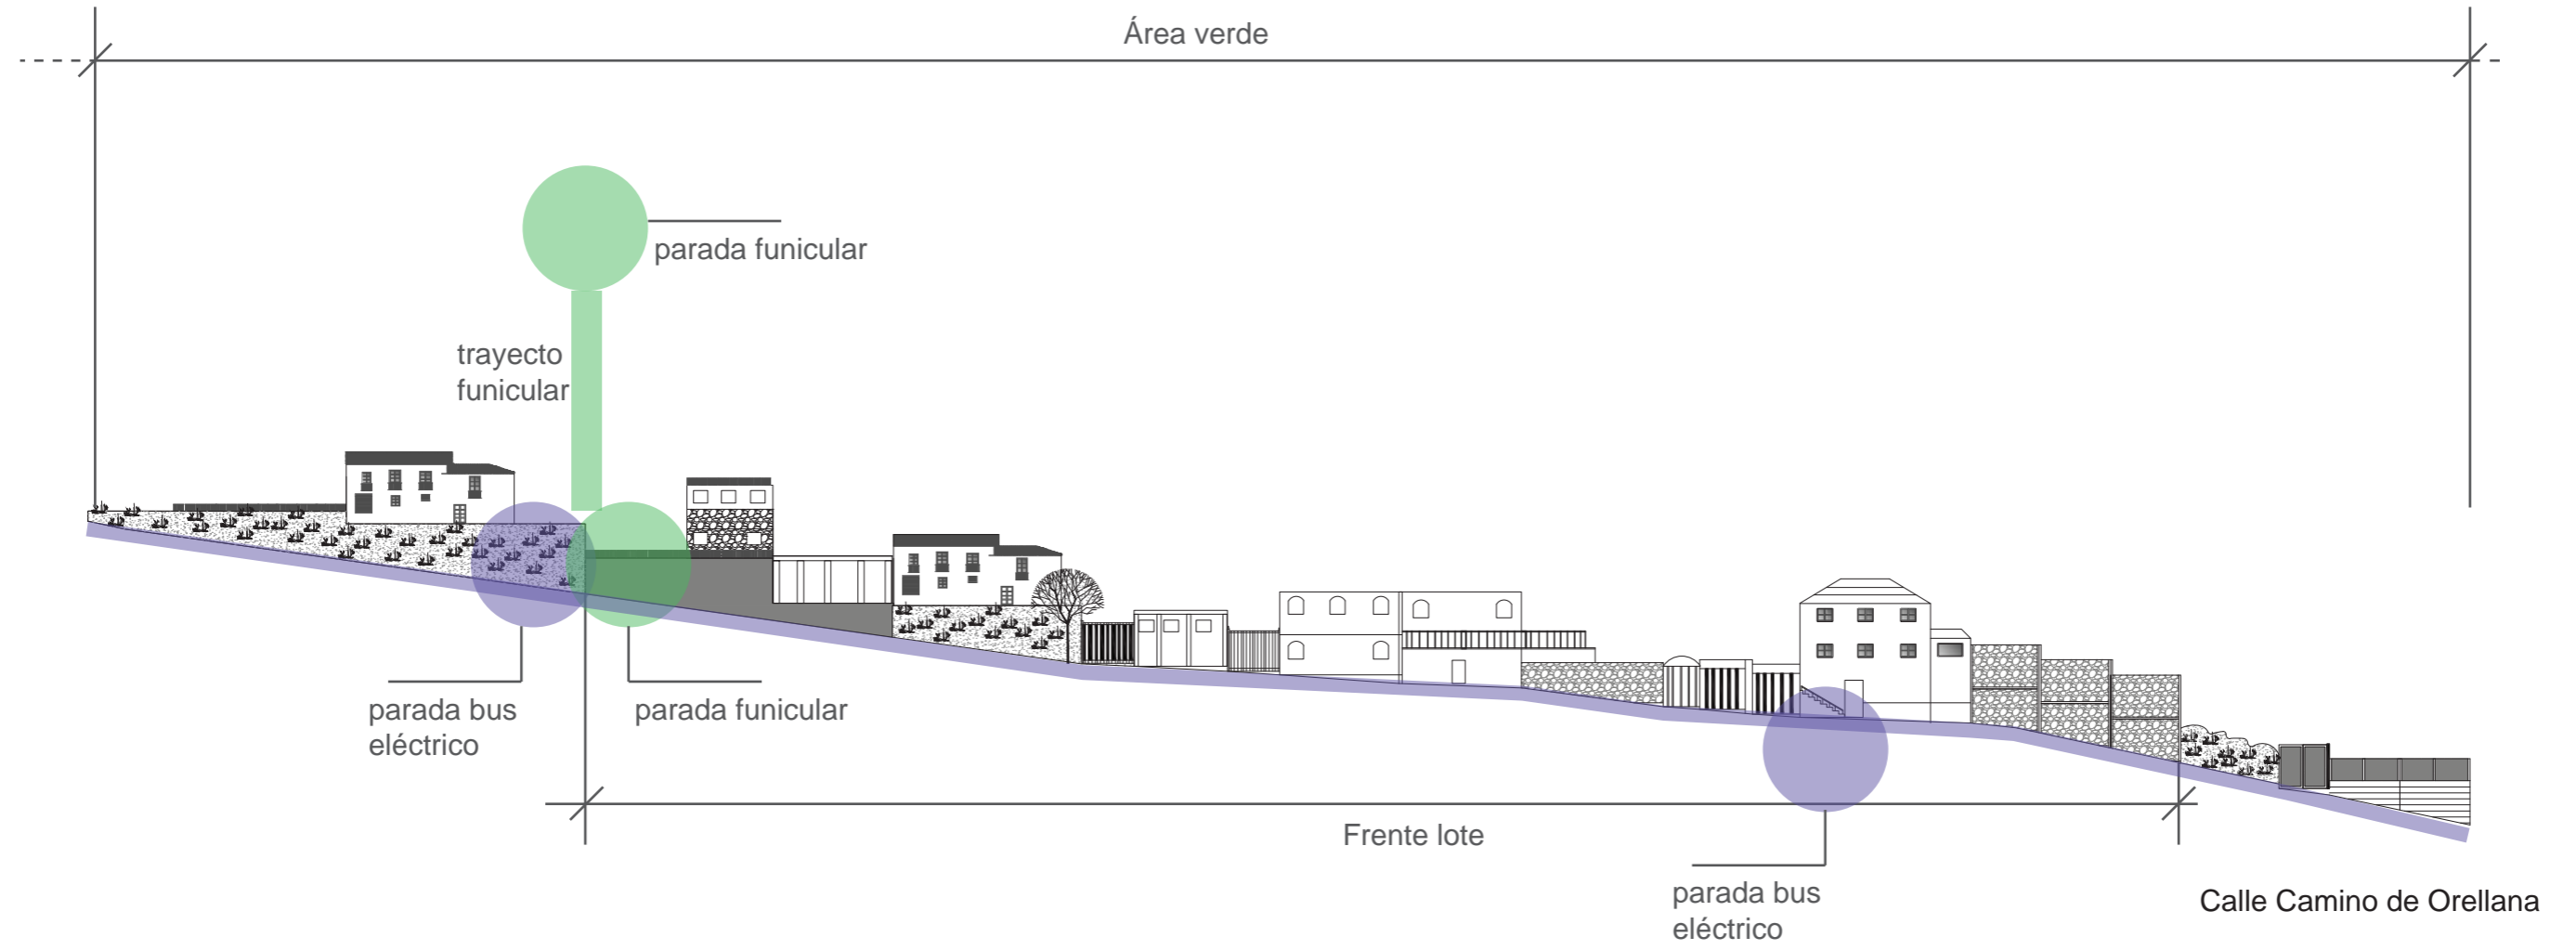 Área verde
parada funicular
trayecto
funicular
parada bus
eléctrico
parada funicular
Frente lote
parada bus
eléctrico
Calle Camino de Orellana